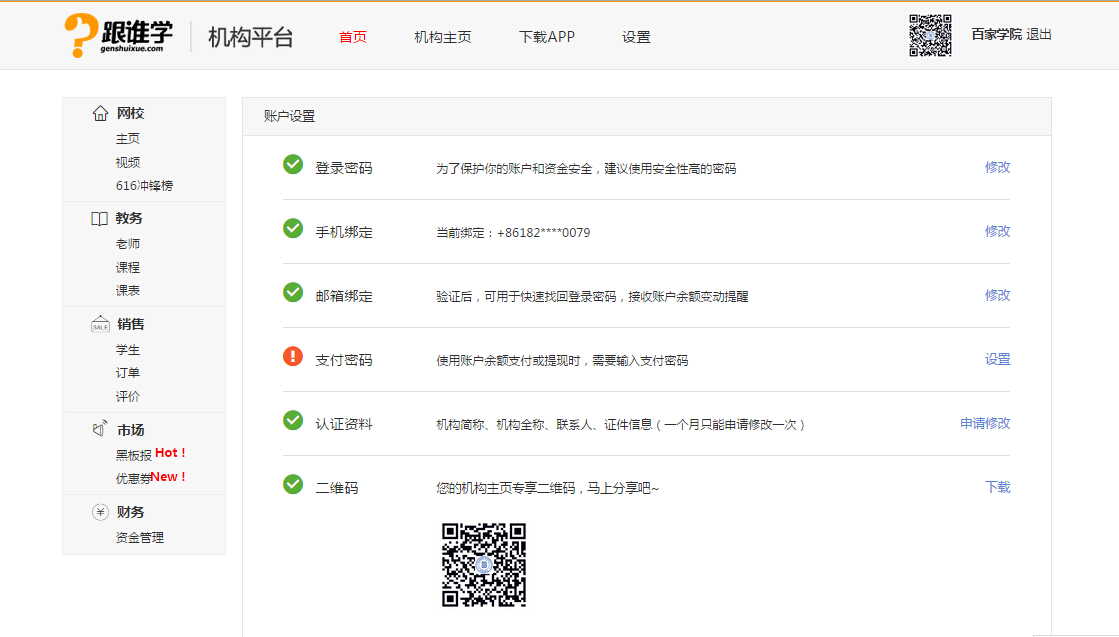 跟谁学
genshuixue.com
机构平台 首页 机构主页 下载APP 设置 百家学院 退出
网校
主页
视频
616冲锋榜
教务
老师
课程
课表
SALE 销售
学生
订单
评价
市场
黑板报 Hot !
优惠券New !
¥ 财务
资金管理
账户设置
登录密码 为了保护你的账户和资金安全，建议使用安全性高的密码 修改
手机绑定 当前绑定：+86182****0079 修改
邮箱绑定 验证后，可用于快速找回登录密码，接收账户余额变动提醒 修改
支付密码 使用账户余额支付或提现时，需要输入支付密码 设置
认证资料 机构简称、机构全称、联系人、证件信息（一个月只能申请修改一次） 申请修改
二维码 您的机构主页专享二维码，马上分享吧~ 下载